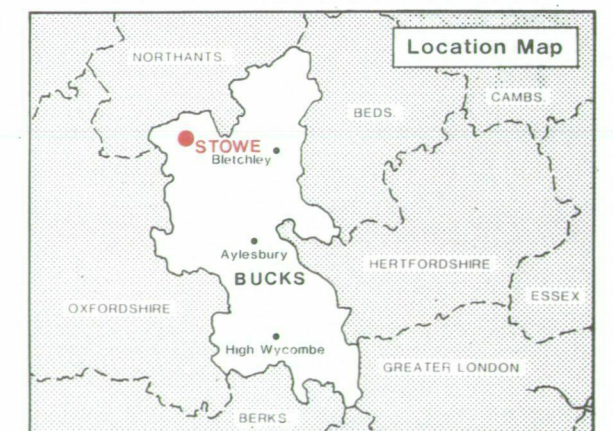 Location Map
NORTHANTS.
CAMBS.
BEDS.
STOWE
Bletchley
Aylesbury
BUCKS
HERTFORDSHIRE
ESSEX
OXFORDSHIRE
High Wycombe
GREATER LONDON
BERKS.